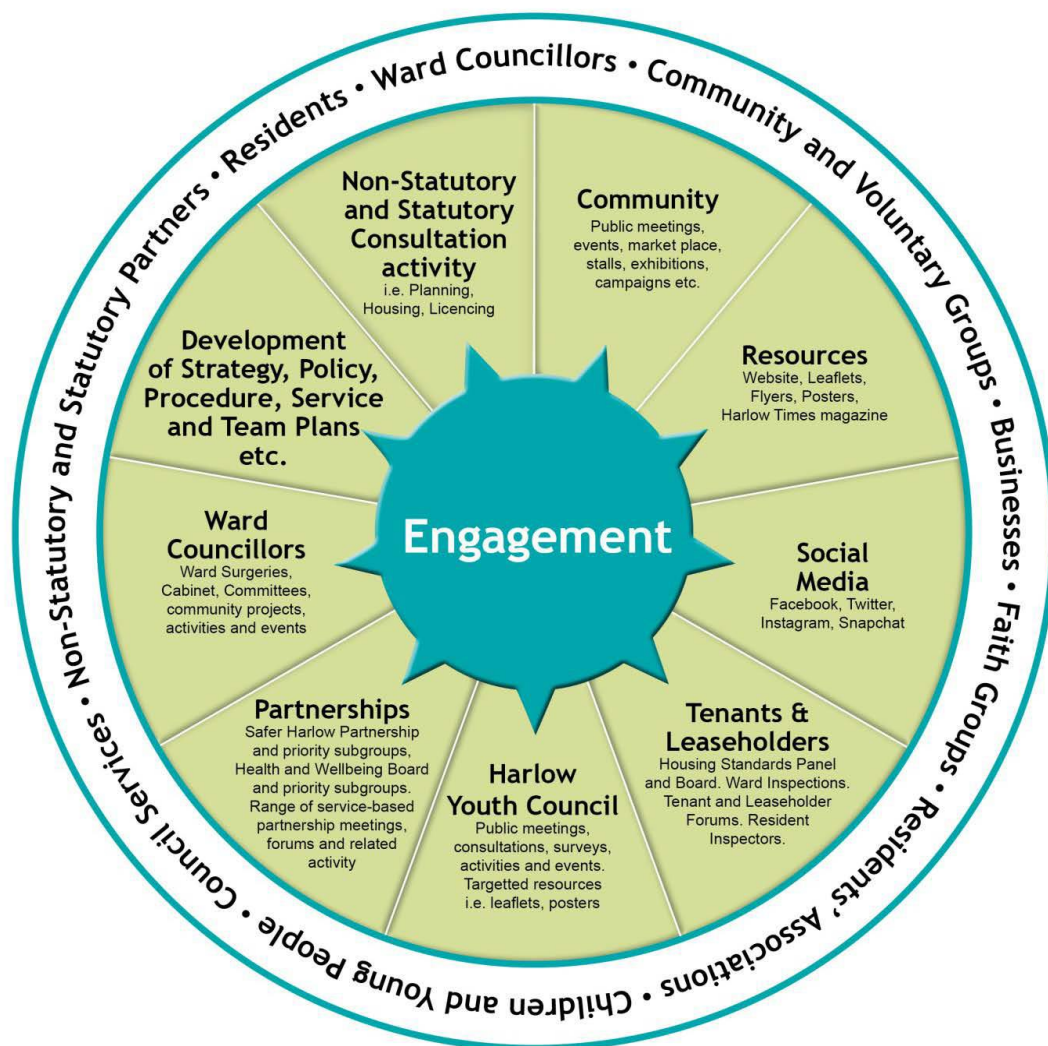 Non-Statutory and Statutory Partners • Residents • Ward Councillors • Community and Voluntary Groups • Businesses • Faith Groups • Residents’ Associations • Children and Young People • Council Services •
Non-Statutory
and Statutory
Consultation
activity
i.e. Planning,
Housing, Licencing
Community
Public meetings,
events, market place,
stalls, exhibitions,
campaigns etc.
Resources
Website, Leaflets,
Flyers, Posters,
Harlow Times magazine
Social
Media
Facebook, Twitter,
Instagram, Snapchat
Tenants &
Leaseholders
Housing Standards Panel
and Board. Ward Inspections.
Tenant and Leaseholder
Forums. Resident
Inspectors.
Harlow
Youth Council
Public meetings,
consultations, surveys,
activities and events.
Targetted resources
i.e. leaflets, posters
Partnerships
Safer Harlow Partnership
and priority subgroups,
Health and Wellbeing Board
and priority subgroups.
Range of service-based
partnership meetings,
forums and related
activity
Ward
Councillors
Ward Surgeries,
Cabinet, Committees,
community projects,
activities and events
Development
of Strategy, Policy,
Procedure, Service
and Team Plans
etc.
Engagement